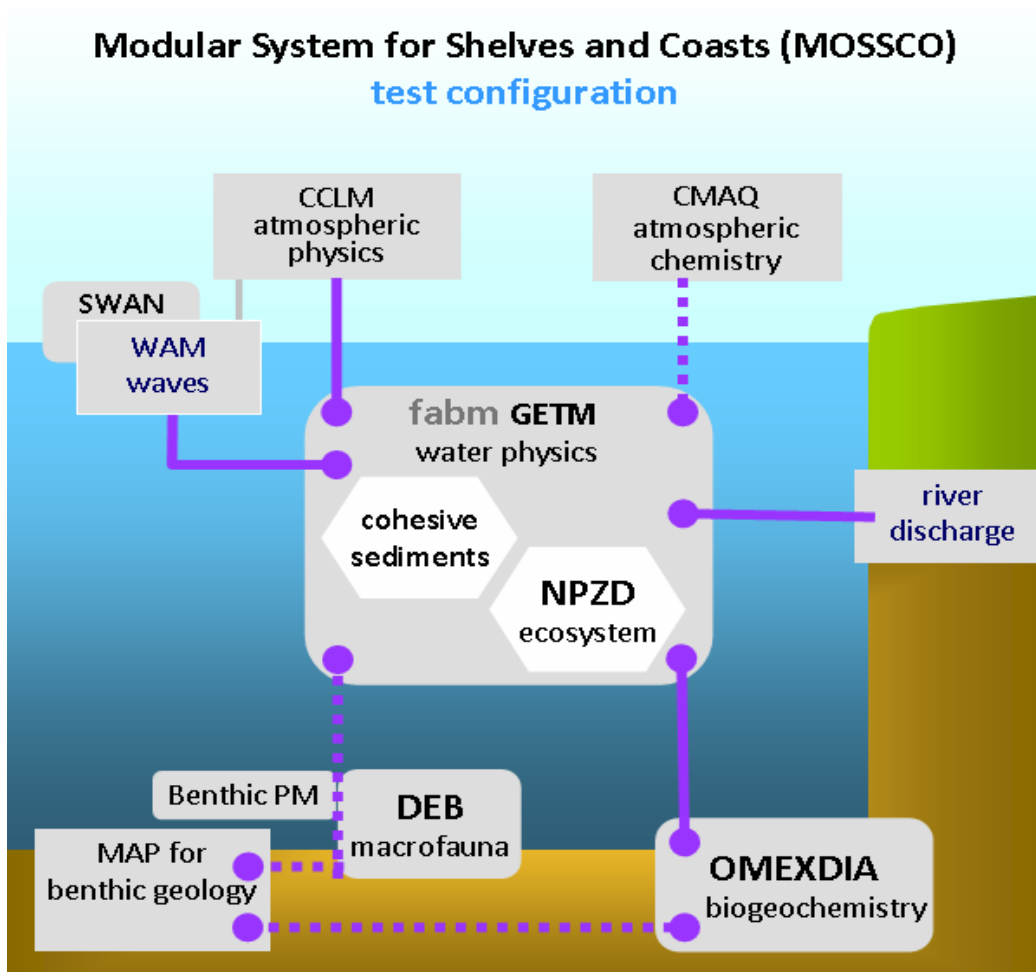 Modular System for Shelves and Coasts (MOSSCO)
test configuration
CCLM
atmospheric
physics
CMAQ
atmospheric
chemistry
SWAN
WAM
waves
fabm GETM
water physics
cohesive
sediments
NPZD
ecosystem
river
discharge
Benthic PM
DEB
macrofauna
MAP for
benthic geology
OMEXDIA
biogeochemistry